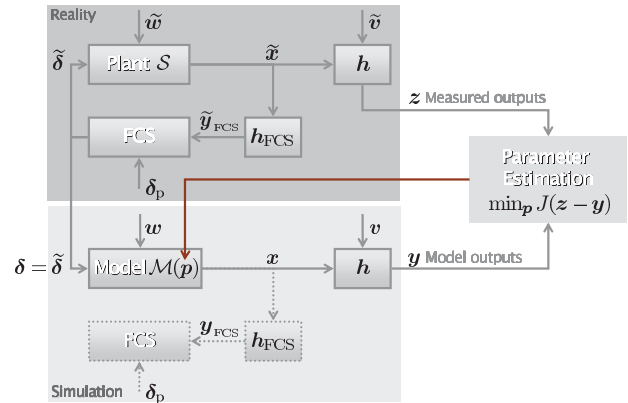 Reality
w̃
ṽ
δ̃
Plant 𝒮
x̃
h
z Measured outputs
FCS
ỹ_FCS
h_FCS
δ_p
Parameter
Estimation
min_p J(z − y)
w
v
δ = δ̃
Model ℳ(p)
x
h
y Model outputs
FCS
y_FCS
h_FCS
Simulation
δ_p